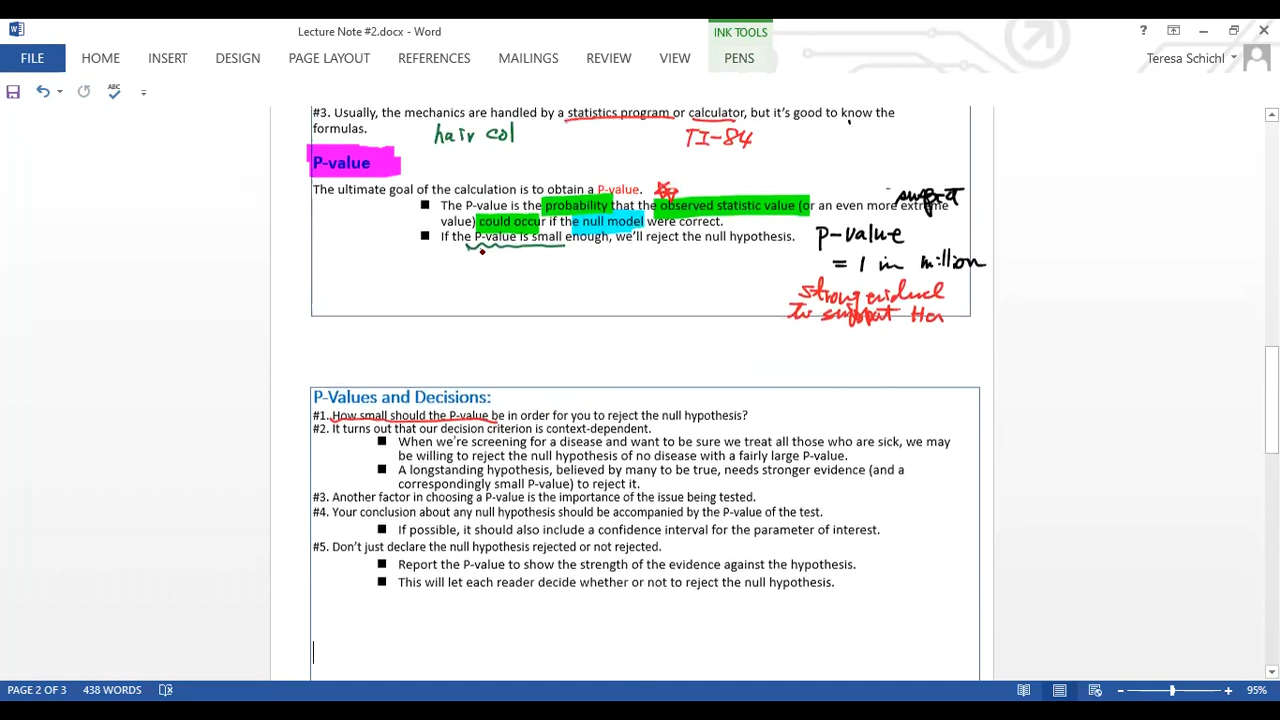 Lecture Note #2.docx - Word
INK TOOLS
?
FILE
HOME
INSERT
DESIGN
PAGE LAYOUT
REFERENCES
MAILINGS
REVIEW
VIEW
PENS
Teresa Schichl
ABC
#3. Usually, the mechanics are handled by a statistics program or calculator, but it's good to know the
formulas.
hair col
TI-84
P-value
The ultimate goal of the calculation is to obtain a P-value.
The P-value is the probability that the observed statistic value (or an even more extreme
value) could occur if the null model were correct.
If the P-value is small enough, we'll reject the null hypothesis.
P-value
= 1 in million
strong
to support
P-Values and Decisions:
#1. How small should the P-value be in order for you to reject the null hypothesis?
#2. It turns out that our decision criterion is context-dependent.
When we're screening for a disease and want to be sure we treat all those who are sick, we may
be willing to reject the null hypothesis of no disease with a fairly large P-value.
A longstanding hypothesis, believed by many to be true, needs stronger evidence (and a
correspondingly small P-value) to reject it.
#3. Another factor in choosing a P-value is the importance of the issue being tested.
#4. Your conclusion about any null hypothesis should be accompanied by the P-value of the test.
If possible, it should also include a confidence interval for the parameter of interest.
#5. Don't just declare the null hypothesis rejected or not rejected.
Report the P-value to show the strength of the evidence against the hypothesis.
This will let each reader decide whether or not to reject the null hypothesis.
PAGE 2 OF 3
438 WORDS
95%